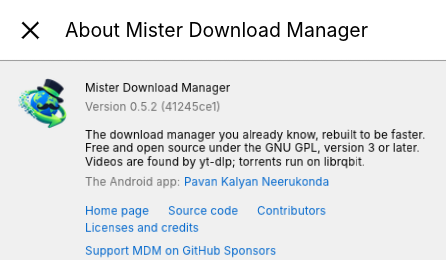 About Mister Download Manager
Mister Download Manager
Version 0.5.2 (41245ce1)
The download manager you already know, rebuilt to be faster.
Free and open source under the GNU GPL, version 3 or later.
Videos are found by yt-dlp; torrents run on librqbit.
The Android app: Pavan Kalyan Neerukonda
Home page Source code Contributors
Licenses and credits
Support MDM on GitHub Sponsors